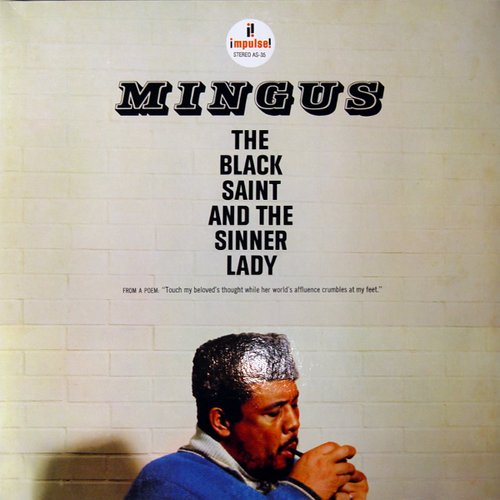 i!
impulse!
STEREO AS-35
MINGUS
THE
BLACK
SAINT
AND THE
SINNER
LADY
FROM A POEM: "Touch my beloved's thought while her world's affluence crumbles at my feet."